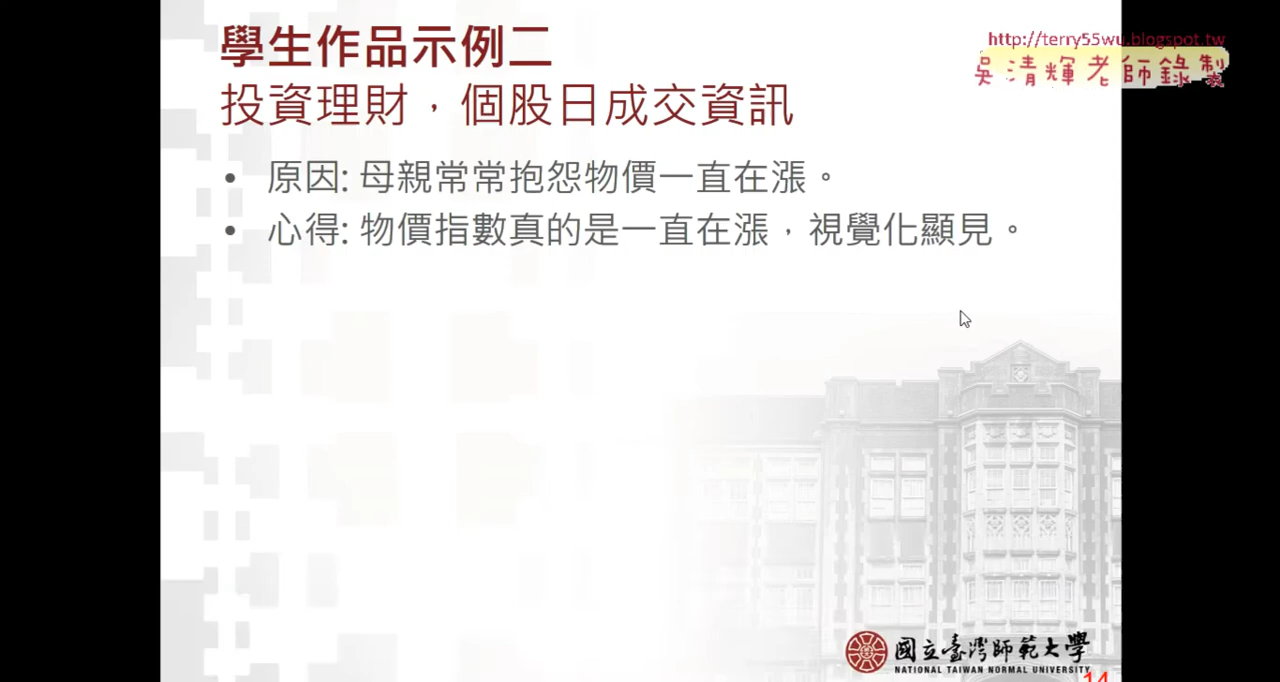 學生作品示例二
http://terry55wu.blogspot.tw
吳清輝老師錄製
投資理財，個股日成交資訊
• 原因: 母親常常抱怨物價一直在漲。
• 心得: 物價指數真的是一直在漲，視覺化顯見。
國立臺灣師範大學
NATIONAL TAIWAN NORMAL UNIVERSITY
14